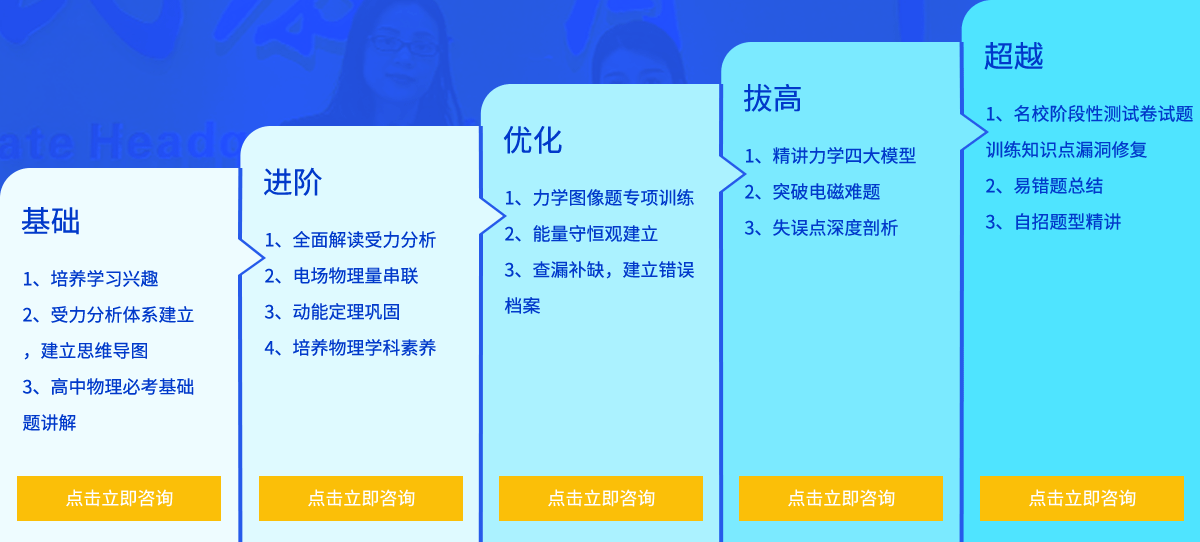 ate Head
基础
1、培养学习兴趣
2、受力分析体系建立
，建立思维导图
3、高中物理必考基础
题讲解
点击立即咨询
进阶
1、全面解读受力分析
2、电场物理量串联
3、动能定理巩固
4、培养物理学科素养
点击立即咨询
优化
1、力学图像题专项训练
2、能量守恒观建立
3、查漏补缺，建立错误
档案
点击立即咨询
拔高
1、精讲力学四大模型
2、突破电磁难题
3、失误点深度剖析
点击立即咨询
超越
1、名校阶段性测试卷试题
训练知识点漏洞修复
2、易错题总结
3、自招题型精讲
点击立即咨询